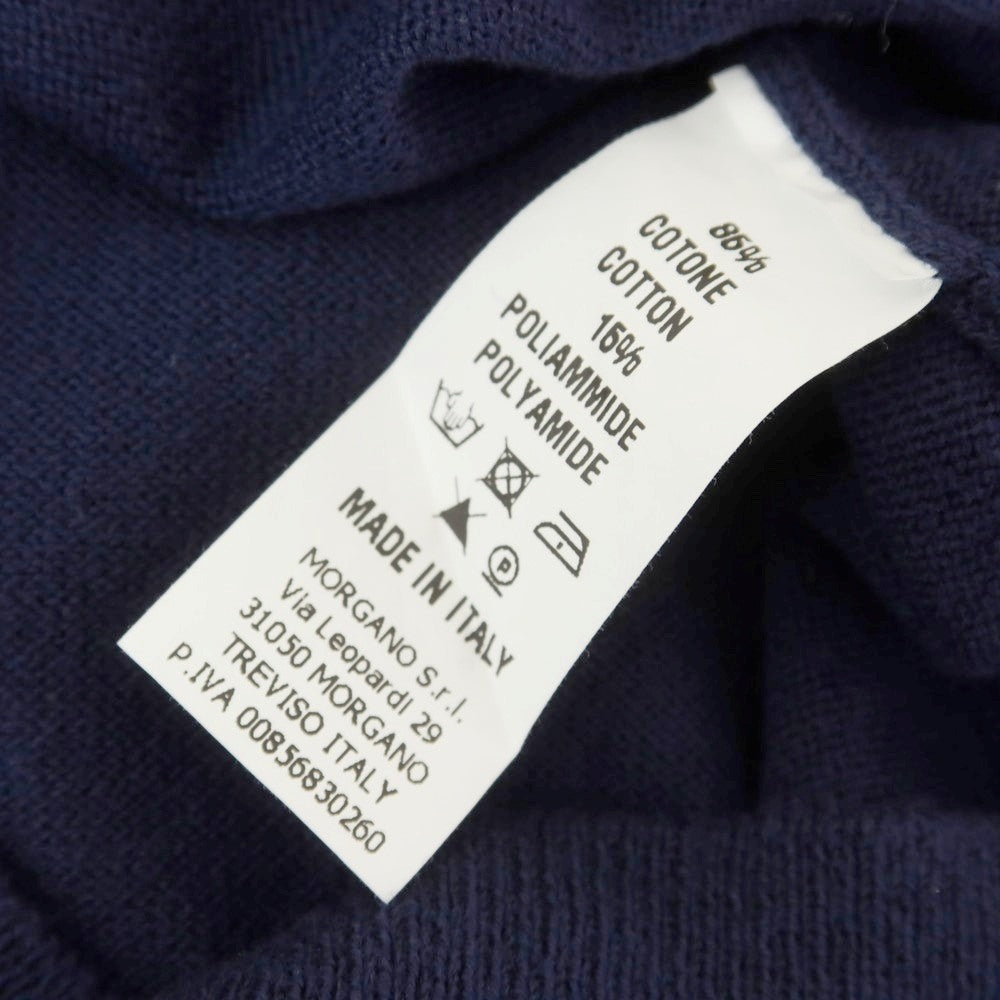 85%
COTONE
COTTON
15%
POLIAMMIDE
POLYAMIDE
P
MADE IN ITALY
MORGANO S.r.l.
Via Leopardi 29
31050 MORGANO
TREVISO ITALY
P.IVA 00856830260